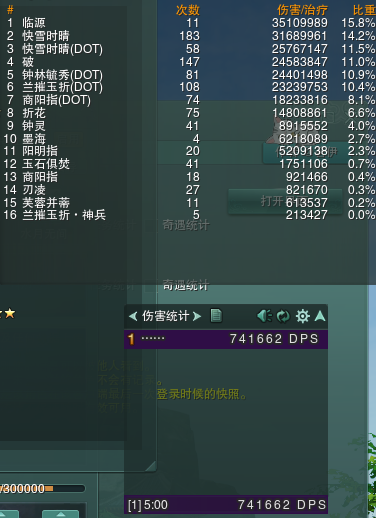 # 次数 伤害/治疗 比重
1 临源 11 35109989 15.8%
2 快雪时晴 183 31689961 14.2%
3 快雪时晴(DOT) 58 25767147 11.5%
4 破 147 24583847 11.0%
5 钟林毓秀(DOT) 81 24401498 10.9%
6 兰摧玉折(DOT) 108 23239753 10.4%
7 商阳指(DOT) 74 18233816 8.1%
8 折花 75 14808861 6.6%
9 钟灵 41 8915552 4.0%
10 墨海 4 6218089 2.7%
11 阳明指 20 5209138 2.3%
12 玉石俱焚 41 1751106 0.7%
13 商阳指 18 921466 0.4%
14 刃凌 27 821670 0.3%
15 芙蓉并蒂 11 613537 0.2%
16 兰摧玉折·神兵 5 213427 0.0%
打开
奇遇统计
奇遇统计
伤害统计
1 ······ 741662 DPS
登录时候的快照。
/300000
[1] 5:00 741662 DPS